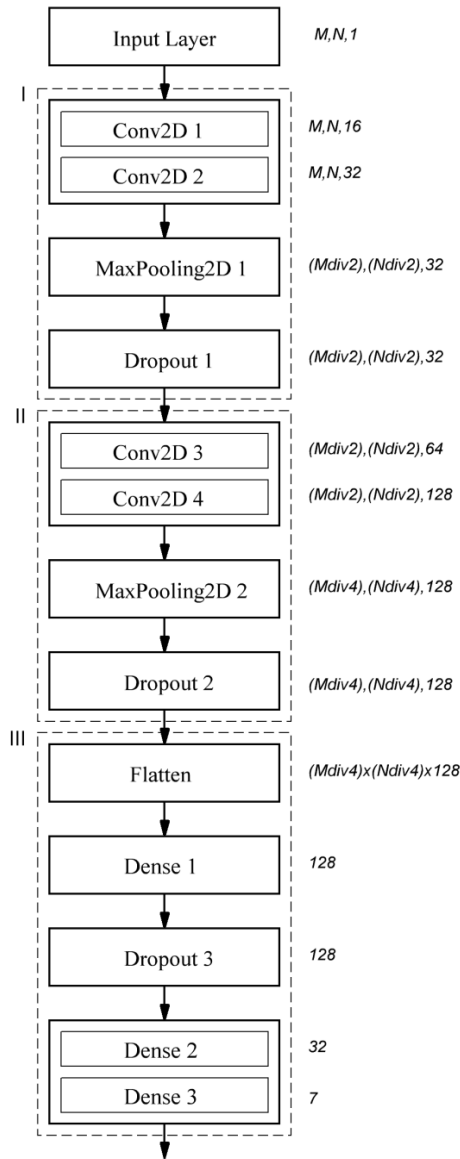 Input Layer M,N,1
I
Conv2D 1 M,N,16
Conv2D 2 M,N,32
MaxPooling2D 1 (Mdiv2),(Ndiv2),32
Dropout 1 (Mdiv2),(Ndiv2),32
II
Conv2D 3 (Mdiv2),(Ndiv2),64
Conv2D 4 (Mdiv2),(Ndiv2),128
MaxPooling2D 2 (Mdiv4),(Ndiv4),128
Dropout 2 (Mdiv4),(Ndiv4),128
III
Flatten (Mdiv4)x(Ndiv4)x128
Dense 1 128
Dropout 3 128
Dense 2 32
Dense 3 7